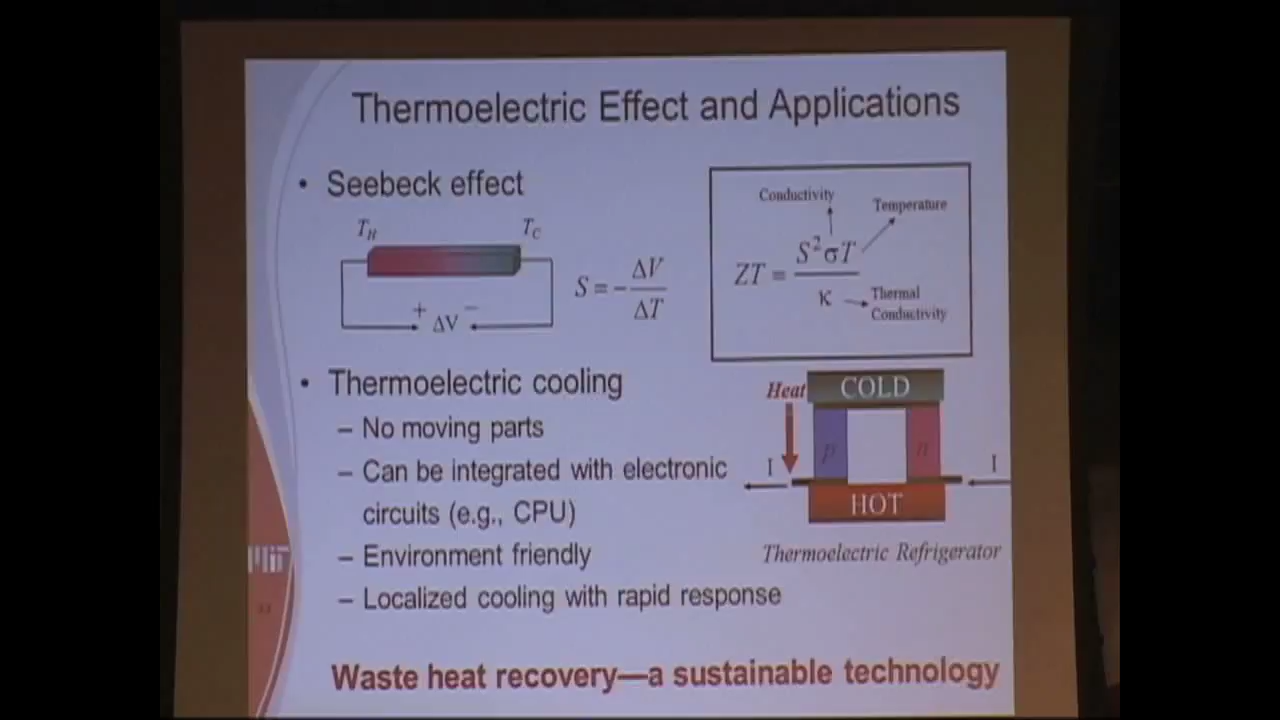 Thermoelectric Effect and Applications
• Seebeck effect
T_H
T_C
+ ΔV −
S = − ΔV / ΔT
Conductivity
Temperature
ZT = S²σT / κ
Thermal
Conductivity
• Thermoelectric cooling
– No moving parts
– Can be integrated with electronic
circuits (e.g., CPU)
– Environment friendly
– Localized cooling with rapid response
Heat
COLD
p
n
I
I
HOT
Thermoelectric Refrigerator
MIT
Waste heat recovery—a sustainable technology